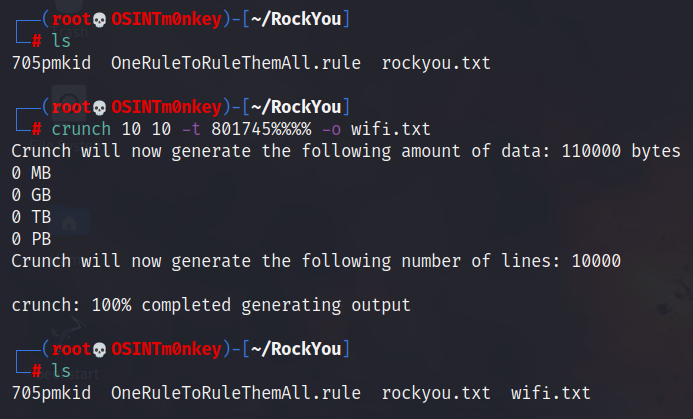 ┌──(root💀OSINTm0nkey)-[~/RockYou]
└─# ls
705pmkid  OneRuleToRuleThemAll.rule  rockyou.txt
┌──(root💀OSINTm0nkey)-[~/RockYou]
└─# crunch 10 10 -t 801745%%%% -o wifi.txt
Crunch will now generate the following amount of data: 110000 bytes
0 MB
0 GB
0 TB
0 PB
Crunch will now generate the following number of lines: 10000
crunch: 100% completed generating output
┌──(root💀OSINTm0nkey)-[~/RockYou]
└─# ls
705pmkid  OneRuleToRuleThemAll.rule  rockyou.txt  wifi.txt